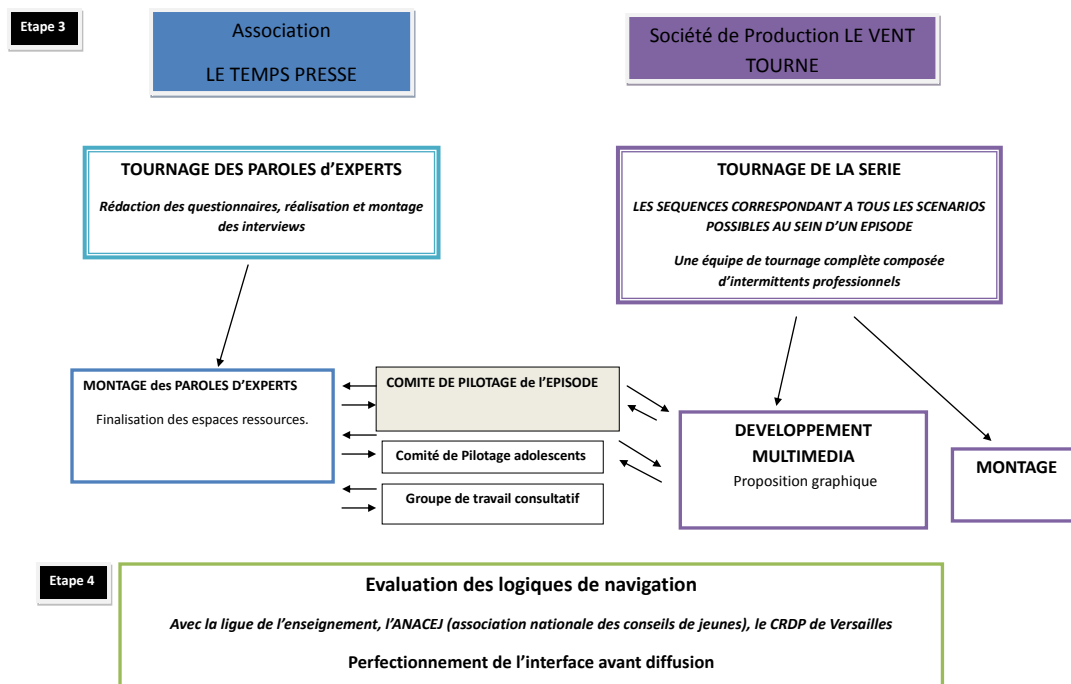 Etape 3
Association
LE TEMPS PRESSE
Société de Production LE VENT
TOURNE
TOURNAGE DES PAROLES d'EXPERTS
Rédaction des questionnaires, réalisation et montage
des interviews
TOURNAGE DE LA SERIE
LES SEQUENCES CORRESPONDANT A TOUS LES SCENARIOS
POSSIBLES AU SEIN D'UN EPISODE
Une équipe de tournage complète composée
d'intermittents professionnels
MONTAGE des PAROLES D'EXPERTS
Finalisation des espaces ressources.
COMITE DE PILOTAGE de l'EPISODE
Comité de Pilotage adolescents
Groupe de travail consultatif
DEVELOPPEMENT
MULTIMEDIA
Proposition graphique
MONTAGE
Etape 4
Evaluation des logiques de navigation
Avec la ligue de l'enseignement, l'ANACEJ (association nationale des conseils de jeunes), le CRDP de Versailles
Perfectionnement de l'interface avant diffusion